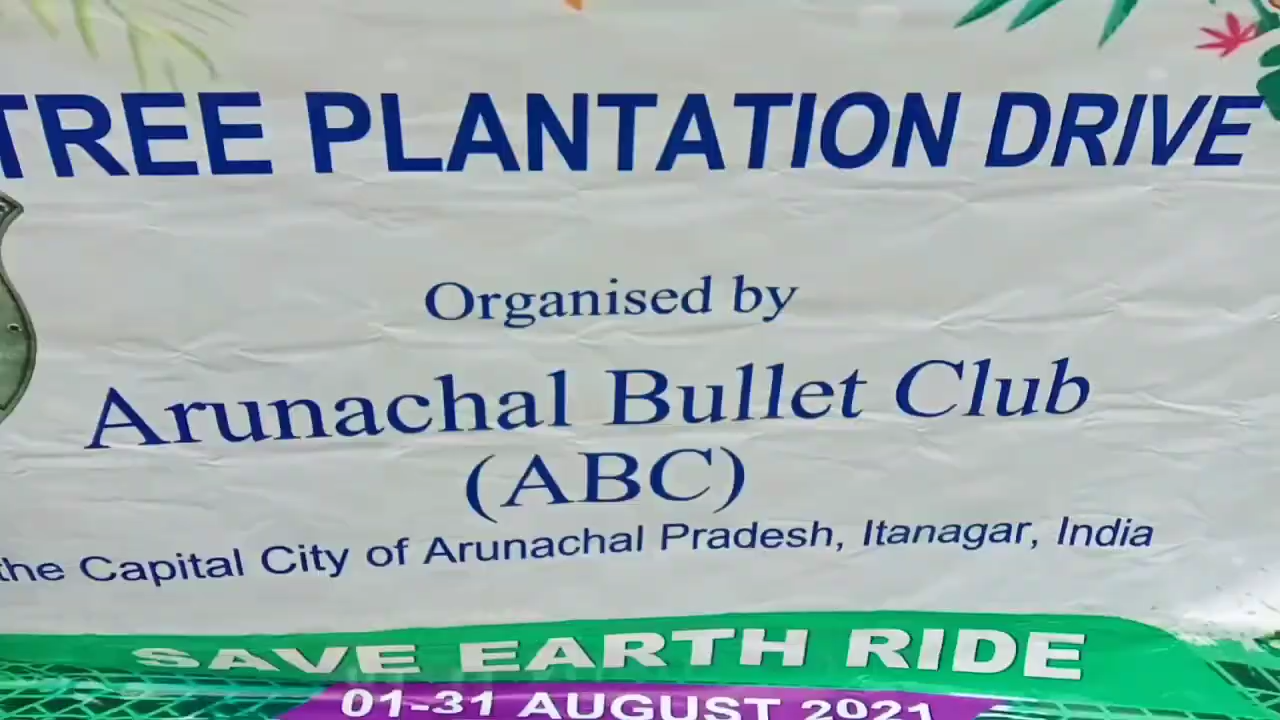 TREE PLANTATION DRIVE
Organised by
Arunachal Bullet Club
(ABC)
the Capital City of Arunachal Pradesh, Itanagar, India
SAVE EARTH RIDE
01-31 AUGUST 2021